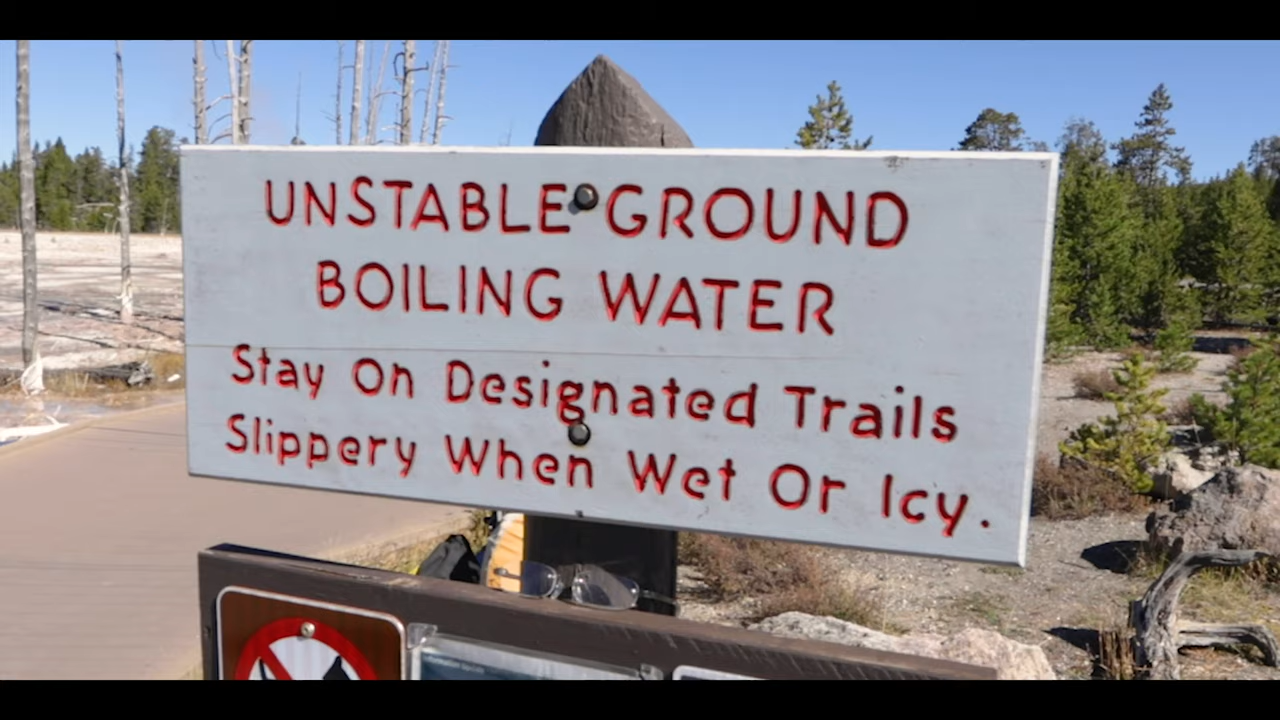 UNSTABLE GROUND
BOILING WATER
Stay On Designated Trails
Slippery When Wet Or Icy.